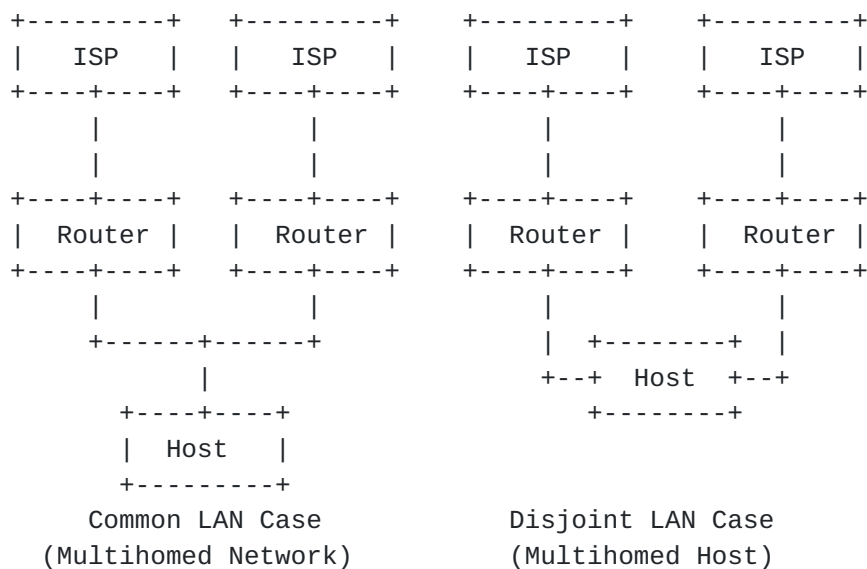 ISP ISP ISP ISP
Router Router Router Router
Host
Host
Common LAN Case Disjoint LAN Case
(Multihomed Network) (Multihomed Host)